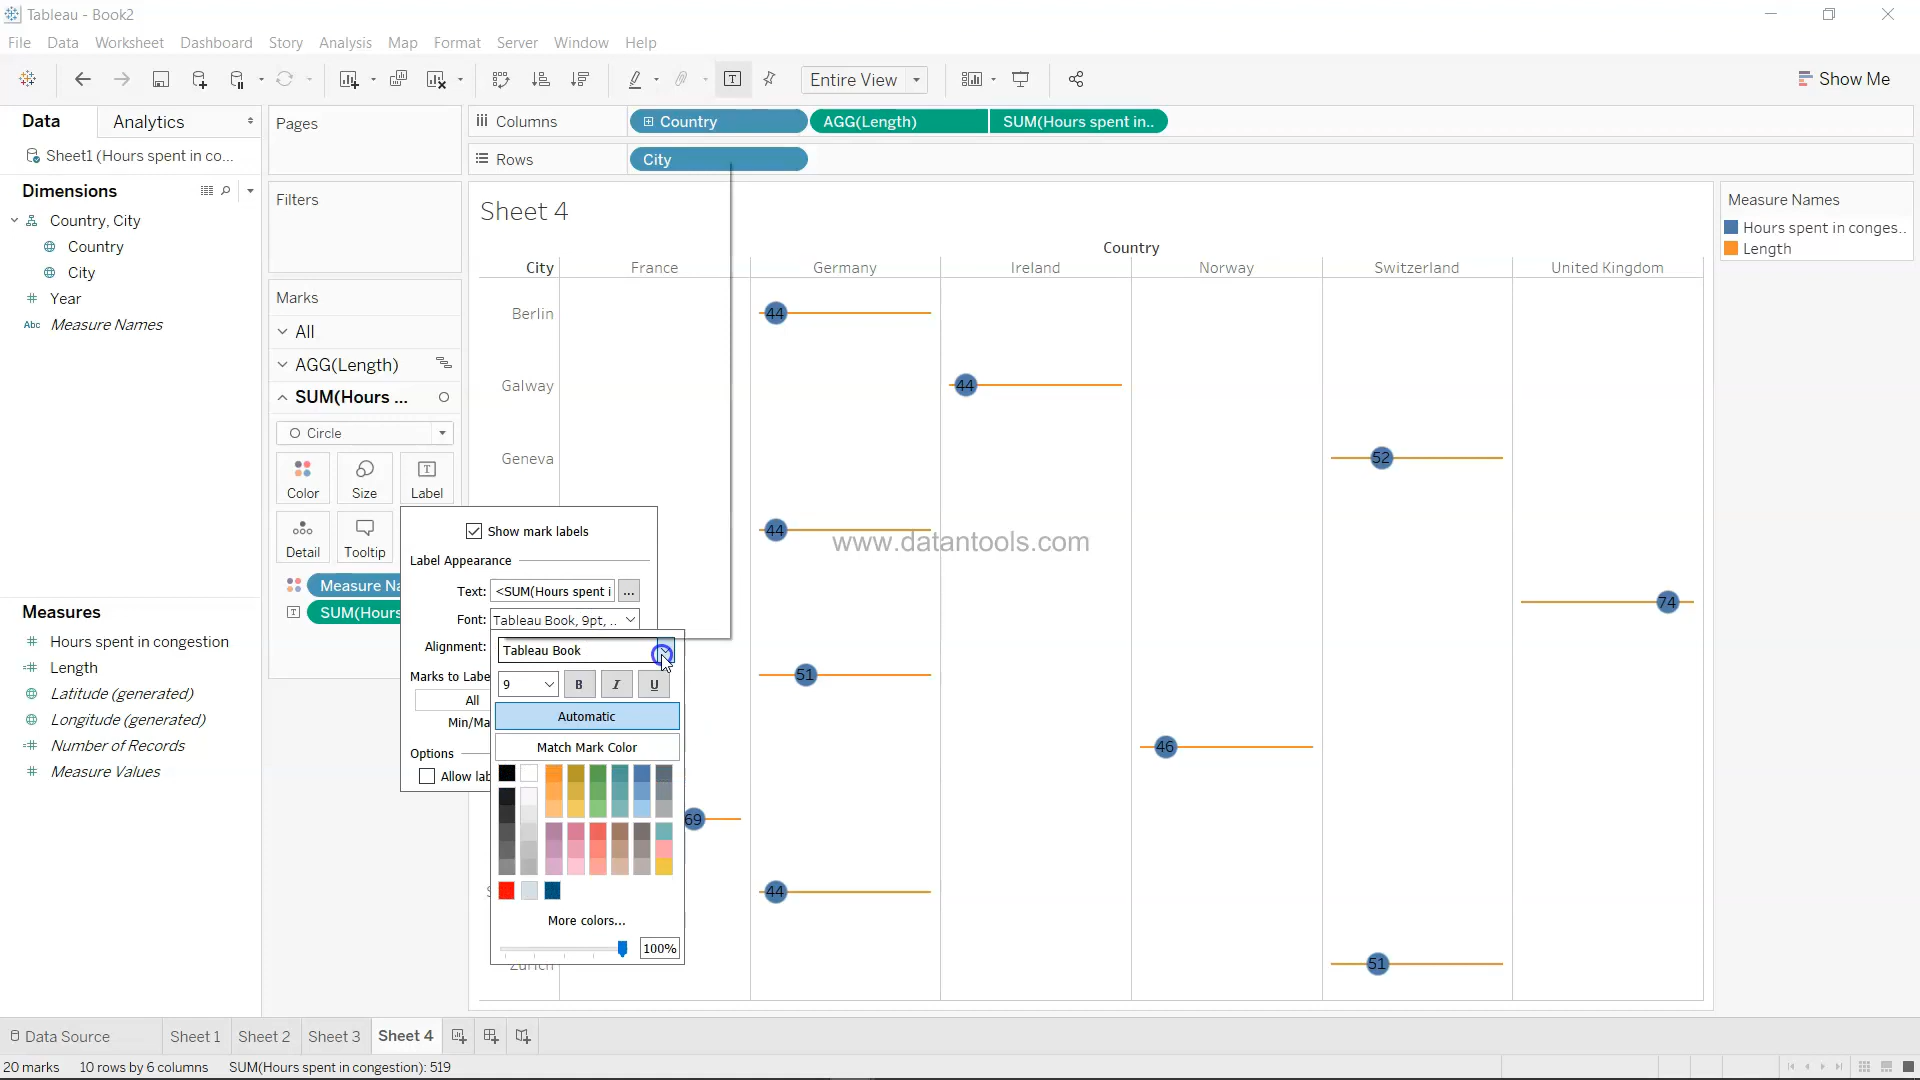 Tableau - Book2
File Data Worksheet Dashboard Story Analysis Map Format Server Window Help
Entire View
Show Me
Data Analytics
Sheet1 (Hours spent in co...
Dimensions
Country, City
Country
City
Year
Abc Measure Names
Measures
Hours spent in congestion
Length
Latitude (generated)
Longitude (generated)
Number of Records
Measure Values
Pages
Filters
Marks
All
AGG(Length)
SUM(Hours ...
Circle
Color Size Label
Detail Tooltip
Measure Na
SUM(Hours
Columns Country AGG(Length) SUM(Hours spent in..
Rows City
Sheet 4
Country
City France Germany Ireland Norway Switzerland United Kingdom
Berlin 44
Galway 44
Geneva 52
44
74
51
46
69
44
Zurich 51
www.datantools.com
Show mark labels
Label Appearance
Text: <SUM(Hours spent i ...
Font: Tableau Book, 9pt, ..
Alignment:
Marks to Labe
All
Min/Ma
Options
Allow lab
Tableau Book
9 B I U
Automatic
Match Mark Color
More colors...
100%
Measure Names
Hours spent in conges..
Length
Data Source Sheet 1 Sheet 2 Sheet 3 Sheet 4
20 marks 10 rows by 6 columns SUM(Hours spent in congestion): 519